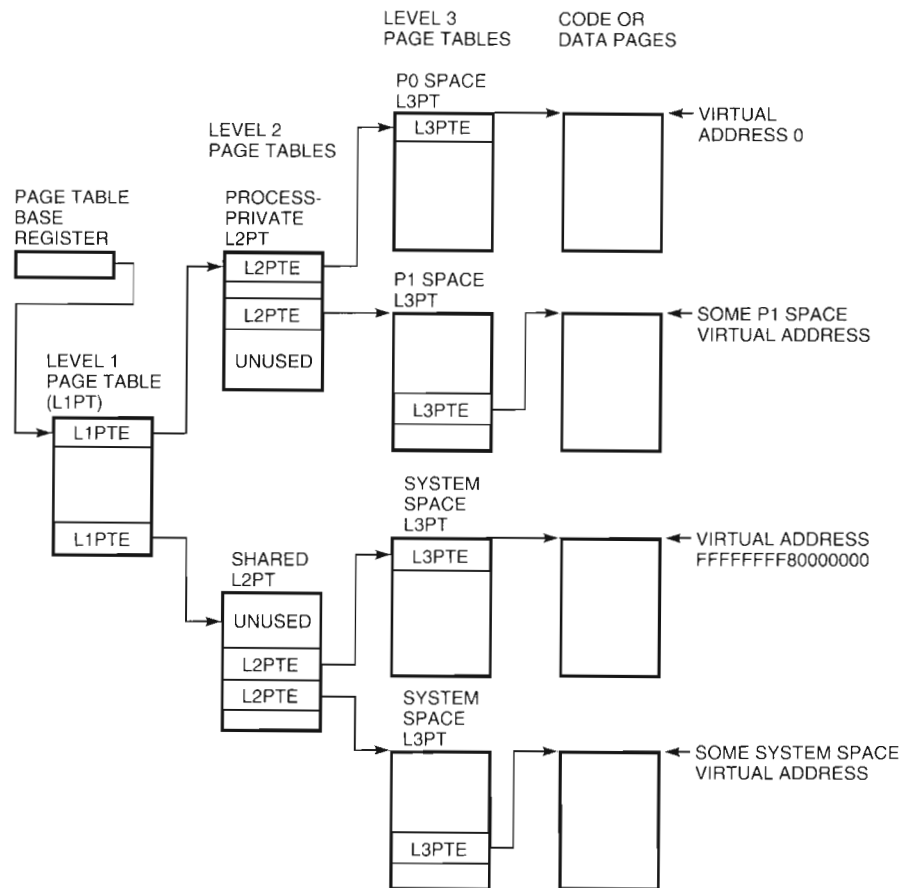 LEVEL 3
PAGE TABLES
CODE OR
DATA PAGES
P0 SPACE
L3PT
L3PTE
VIRTUAL
ADDRESS 0
LEVEL 2
PAGE TABLES
PAGE TABLE
BASE
REGISTER
PROCESS-
PRIVATE
L2PT
L2PTE
L2PTE
UNUSED
P1 SPACE
L3PT
L3PTE
SOME P1 SPACE
VIRTUAL ADDRESS
LEVEL 1
PAGE TABLE
(L1PT)
L1PTE
L1PTE
SYSTEM
SPACE
L3PT
L3PTE
VIRTUAL ADDRESS
FFFFFFFF80000000
SHARED
L2PT
UNUSED
L2PTE
L2PTE
SYSTEM
SPACE
L3PT
L3PTE
SOME SYSTEM SPACE
VIRTUAL ADDRESS